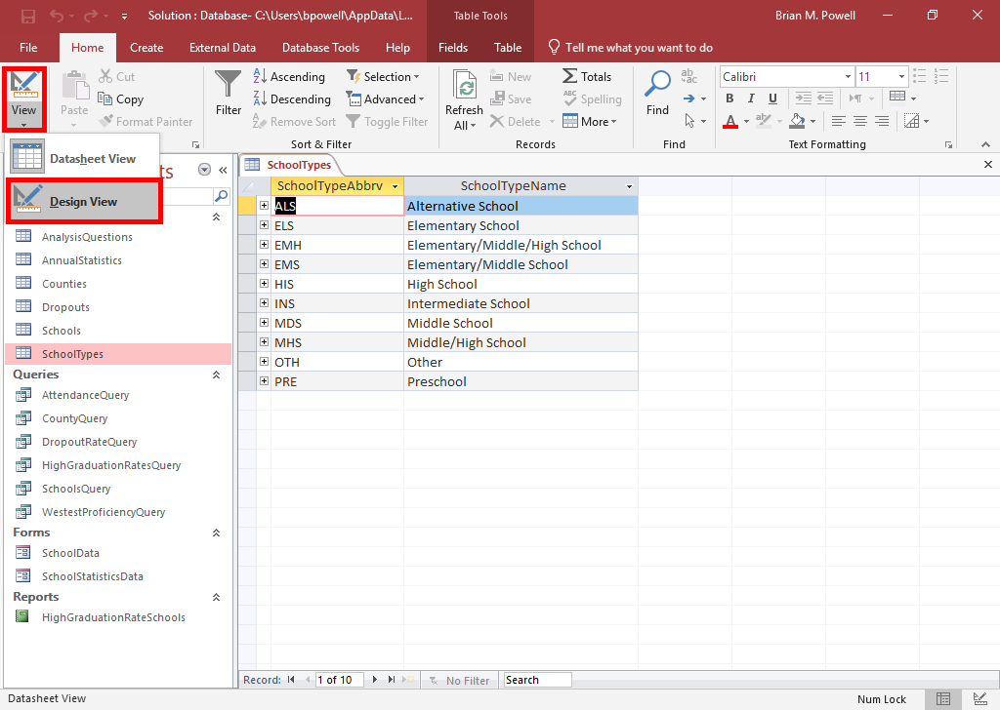 Solution : Database- C:\Users\bpowell\AppData\L...
Table Tools
Brian M. Powell
File
Home
Create
External Data
Database Tools
Help
Fields
Table
Tell me what you want to do
View
Paste
Cut
Copy
Format Painter
Filter
Ascending
Descending
Remove Sort
Selection
Advanced
Toggle Filter
Sort & Filter
Refresh
All
New
Save
Delete
Totals
Spelling
More
Records
Find
Find
Calibri
11
B I U
A
Text Formatting
Datasheet View
Design View
ts
AnalysisQuestions
AnnualStatistics
Counties
Dropouts
Schools
SchoolTypes
Queries
AttendanceQuery
CountyQuery
DropoutRateQuery
HighGraduationRatesQuery
SchoolsQuery
WestestProficiencyQuery
Forms
SchoolData
SchoolStatisticsData
Reports
HighGraduationRateSchools
SchoolTypes
SchoolTypeAbbrv SchoolTypeName
ALS Alternative School
ELS Elementary School
EMH Elementary/Middle/High School
EMS Elementary/Middle School
HIS High School
INS Intermediate School
MDS Middle School
MHS Middle/High School
OTH Other
PRE Preschool
Record: 1 of 10 No Filter Search
Datasheet View
Num Lock